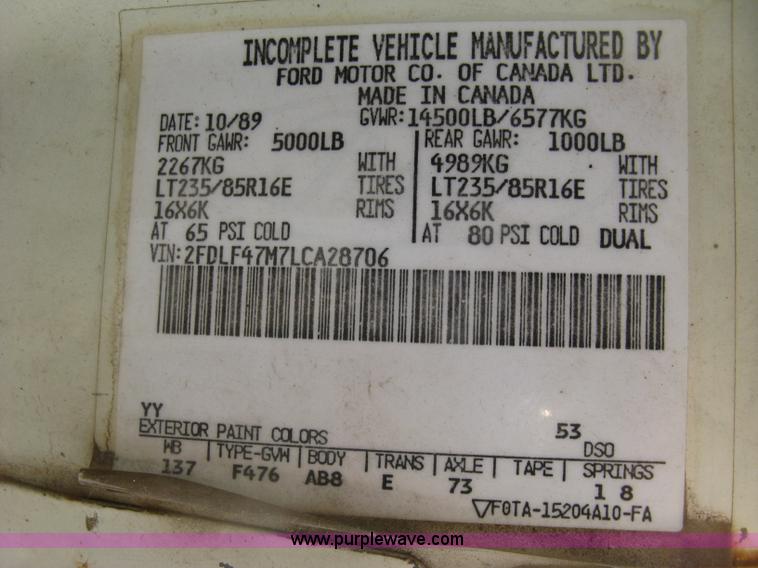 INCOMPLETE VEHICLE MANUFACTURED BY
FORD MOTOR CO. OF CANADA LTD.
MADE IN CANADA
DATE: 10/89 GVWR: 14500LB/6577KG
FRONT GAWR: 5000LB REAR GAWR: 1000LB
2267KG WITH 4989KG WITH
LT235/85R16E TIRES LT235/85R16E TIRES
16X6K RIMS 16X6K RIMS
AT 65 PSI COLD AT 80 PSI COLD DUAL
VIN: 2FDLF47M7LCA28706
YY 53
EXTERIOR PAINT COLORS DSO
WB TYPE-GVW BODY TRANS AXLE TAPE SPRINGS
137 F476 AB8 E 73 1 8
▽F0TA-15204A10-FA
www.purplewave.com